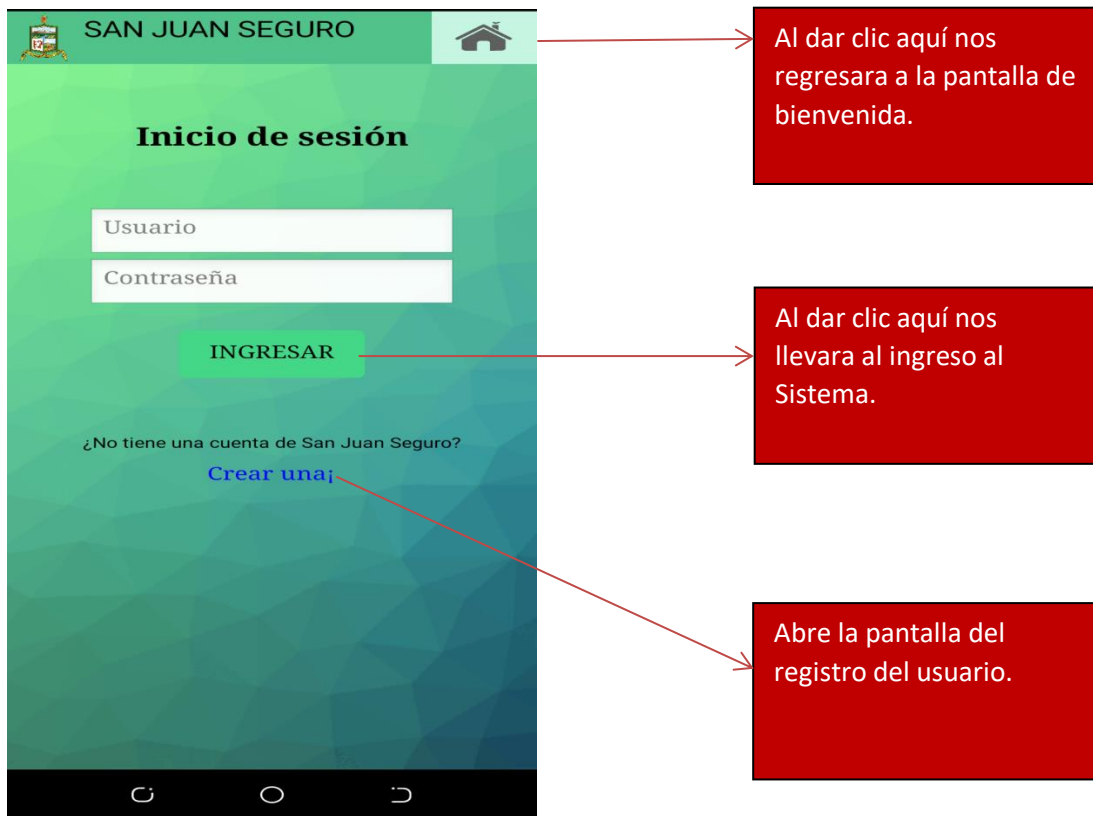 SAN JUAN SEGURO
Inicio de sesión
Usuario
Contraseña
INGRESAR
¿No tiene una cuenta de San Juan Seguro?
Crear una¡
Al dar clic aquí nos
regresara a la pantalla de
bienvenida.
Al dar clic aquí nos
llevara al ingreso al
Sistema.
Abre la pantalla del
registro del usuario.